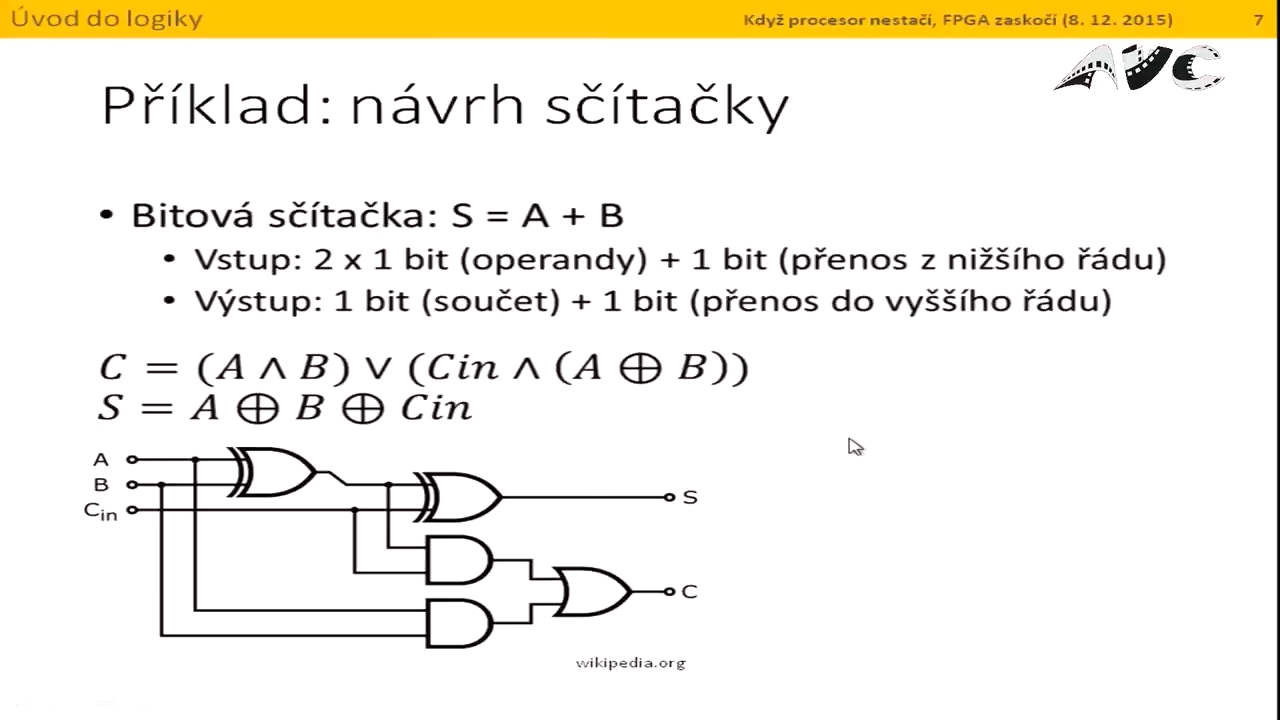 Úvod do logiky
Když procesor nestačí, FPGA zaskočí (8. 12. 2015)
7
AVC
Příklad: návrh sčítačky
• Bitová sčítačka: S = A + B
• Vstup: 2 x 1 bit (operandy) + 1 bit (přenos z nižšího řádu)
• Výstup: 1 bit (součet) + 1 bit (přenos do vyššího řádu)
C = (A ∧ B) ∨ (Cin ∧ (A ⊕ B))
S = A ⊕ B ⊕ Cin
A
B
Cin
S
C
wikipedia.org